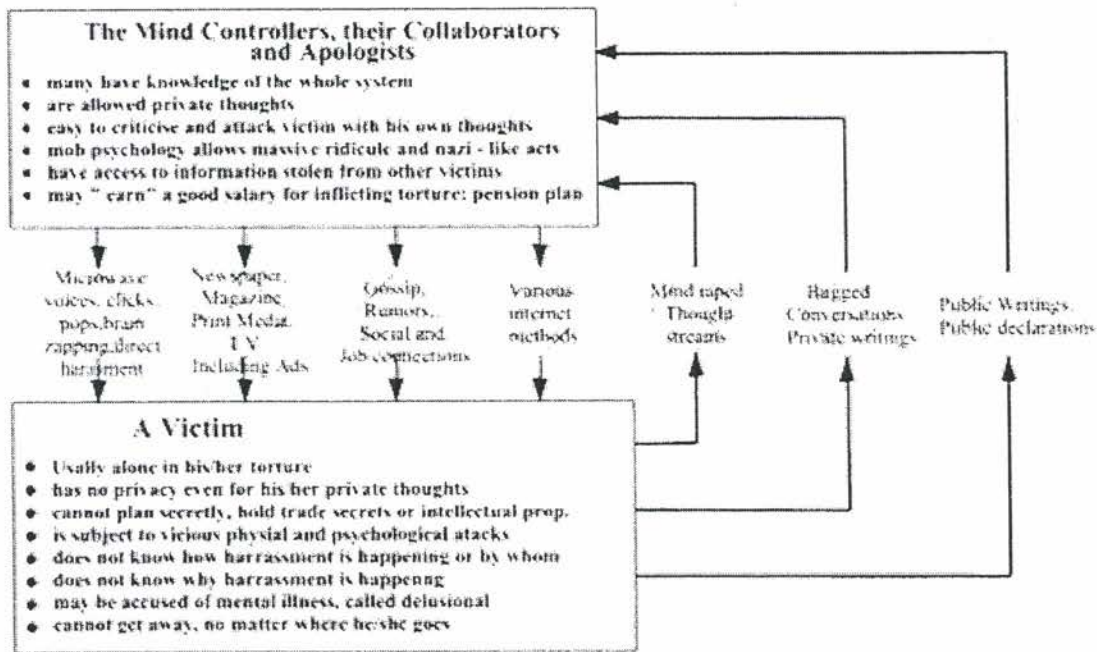 The Mind Controllers, their Collaborators
and Apologists
many have knowledge of the whole system
are allowed private thoughts
easy to criticise and attack victim with his own thoughts
mob psychology allows massive ridicule and nazi - like acts
have access to information stolen from other victims
may " earn" a good salary for inflicting torture: pension plan
Microwave
voices, clicks,
pops,brain
zapping,direct
harassment
Newspaper,
Magazine,
Print Media,
T V
Including Ads
Gossip,
Rumors,
Social and
Job connections
Various
internet
methods
Mind raped
Thought
streams
Bugged
Conversations
Private writings
Public Writings,
Public declarations
A Victim
Usally alone in his/her torture
has no privacy even for his/her private thoughts
cannot plan secretly, hold trade secrets or intellectual prop.
is subject to vicious physial and psychological atacks
does not know how harrassment is happening or by whom
does not know why harrassment is happenng
may be accused of mental illness, called delusional
cannot get away, no matter where he/she goes